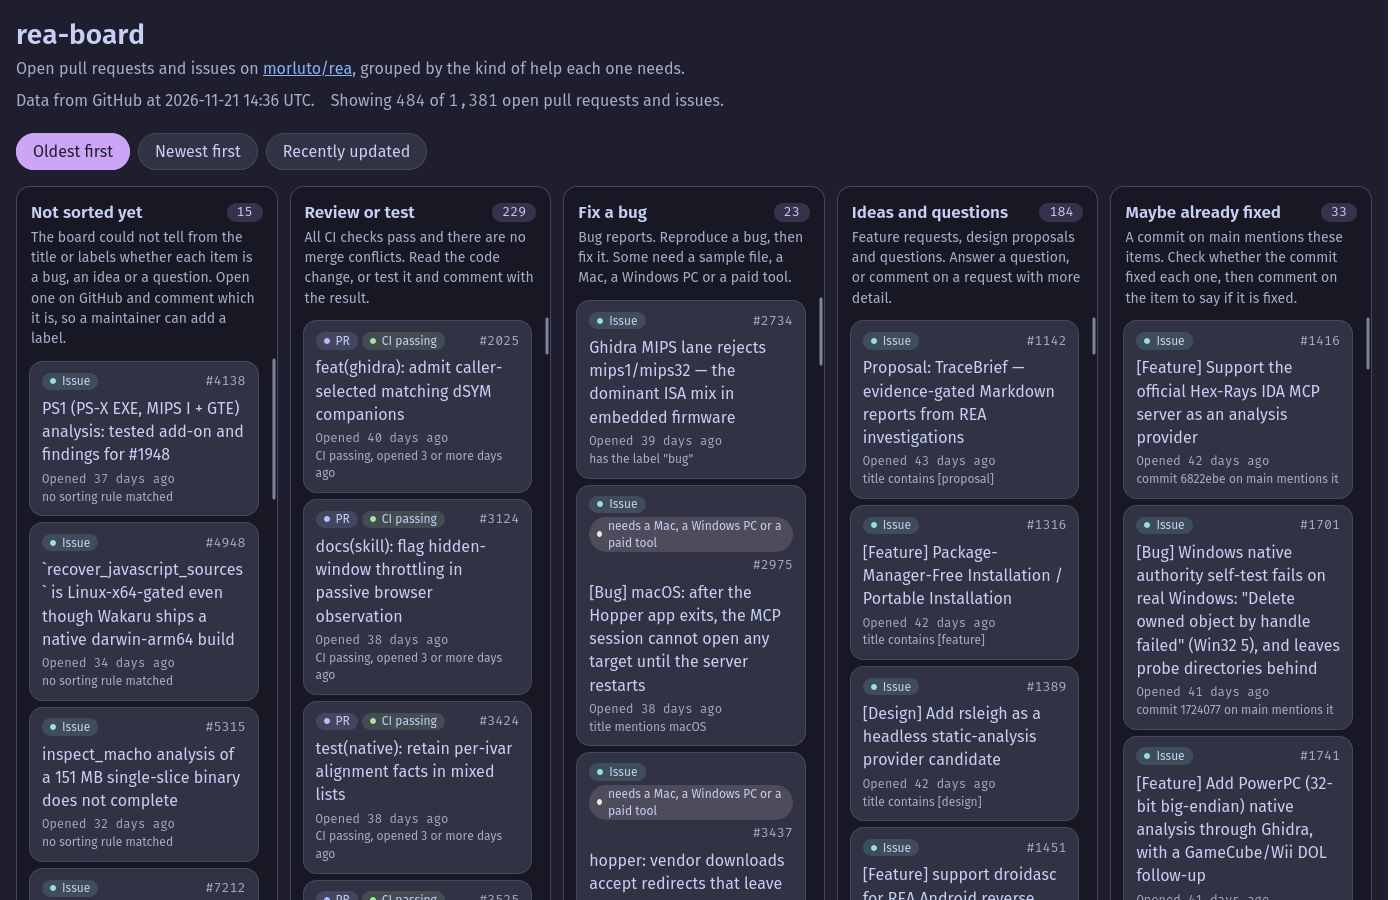 rea-board
Open pull requests and issues on morluto/rea, grouped by the kind of help each one needs.
Data from GitHub at 2026-11-21 14:36 UTC. Showing 484 of 1,381 open pull requests and issues.
Oldest first
Newest first
Recently updated
Not sorted yet 15
The board could not tell from the
title or labels whether each item is
a bug, an idea or a question. Open
one on GitHub and comment which
it is, so a maintainer can add a
label.
Issue #4138
PS1 (PS-X EXE, MIPS I + GTE)
analysis: tested add-on and
findings for #1948
Opened 37 days ago
no sorting rule matched
Issue #4948
`recover_javascript_sources
` is Linux-x64-gated even
though Wakaru ships a
native darwin-arm64 build
Opened 34 days ago
no sorting rule matched
Issue #5315
inspect_macho analysis of
a 151 MB single-slice binary
does not complete
Opened 32 days ago
no sorting rule matched
Issue #7212
Review or test 229
All CI checks pass and there are no
merge conflicts. Read the code
change, or test it and comment with
the result.
PR CI passing #2025
feat(ghidra): admit caller-
selected matching dSYM
companions
Opened 40 days ago
CI passing, opened 3 or more days
ago
PR CI passing #3124
docs(skill): flag hidden-
window throttling in
passive browser
observation
Opened 38 days ago
CI passing, opened 3 or more days
ago
PR CI passing #3424
test(native): retain per-ivar
alignment facts in mixed
lists
Opened 38 days ago
CI passing, opened 3 or more days
ago
PR CI passing #3525
Fix a bug 23
Bug reports. Reproduce a bug, then
fix it. Some need a sample file, a
Mac, a Windows PC or a paid tool.
Issue #2734
Ghidra MIPS lane rejects
mips1/mips32 — the
dominant ISA mix in
embedded firmware
Opened 39 days ago
has the label "bug"
Issue
needs a Mac, a Windows PC or a
paid tool
#2975
[Bug] macOS: after the
Hopper app exits, the MCP
session cannot open any
target until the server
restarts
Opened 38 days ago
title mentions macOS
Issue
needs a Mac, a Windows PC or a
paid tool
#3437
hopper: vendor downloads
accept redirects that leave
Ideas and questions 184
Feature requests, design proposals
and questions. Answer a question,
or comment on a request with more
detail.
Issue #1142
Proposal: TraceBrief —
evidence-gated Markdown
reports from REA
investigations
Opened 43 days ago
title contains [proposal]
Issue #1316
[Feature] Package-
Manager-Free Installation /
Portable Installation
Opened 42 days ago
title contains [feature]
Issue #1389
[Design] Add rsleigh as a
headless static-analysis
provider candidate
Opened 42 days ago
title contains [design]
Issue #1451
[Feature] support droidasc
for REA Android reverse
Maybe already fixed 33
A commit on main mentions these
items. Check whether the commit
fixed each one, then comment on
the item to say if it is fixed.
Issue #1416
[Feature] Support the
official Hex-Rays IDA MCP
server as an analysis
provider
Opened 42 days ago
commit 6822ebe on main mentions it
Issue #1701
[Bug] Windows native
authority self-test fails on
real Windows: "Delete
owned object by handle
failed" (Win32 5), and leaves
probe directories behind
Opened 41 days ago
commit 1724077 on main mentions it
Issue #1741
[Feature] Add PowerPC (32-
bit big-endian) native
analysis through Ghidra,
with a GameCube/Wii DOL
follow-up
Opened 41 days ago